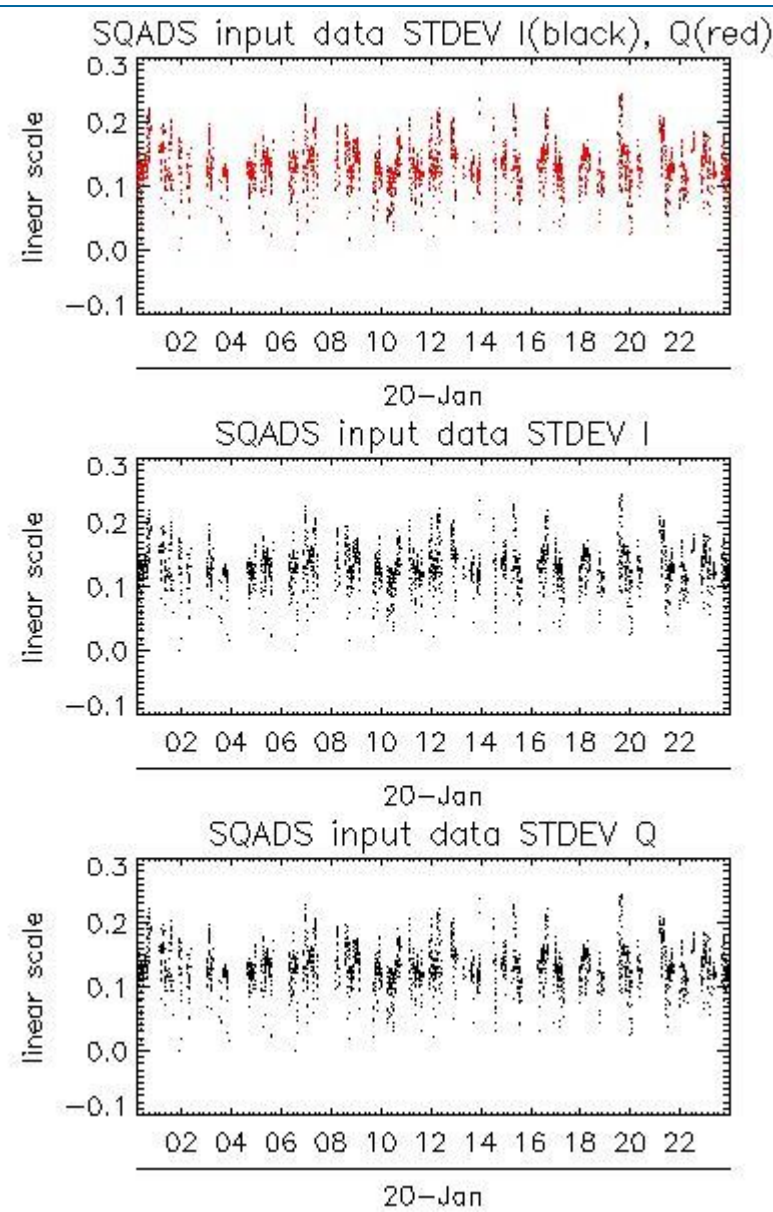 SQADS input data STDEV I(black), Q(red)
0.3
0.2
0.1
0.0
−0.1
linear scale
02 04 06 08 10 12 14 16 18 20 22
20−Jan
SQADS input data STDEV I
0.3
0.2
0.1
0.0
−0.1
linear scale
02 04 06 08 10 12 14 16 18 20 22
20−Jan
SQADS input data STDEV Q
0.3
0.2
0.1
0.0
−0.1
linear scale
02 04 06 08 10 12 14 16 18 20 22
20−Jan